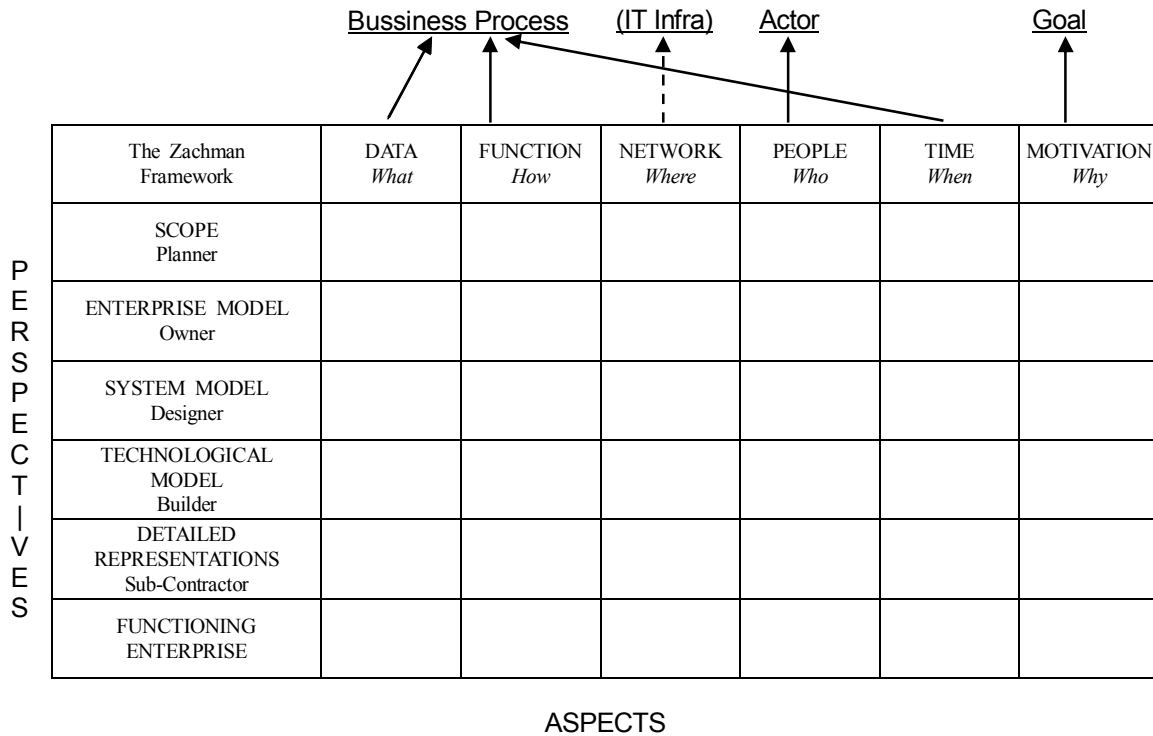 Bussiness Process (IT Infra) Actor Goal
The Zachman
Framework
DATA
What
FUNCTION
How
NETWORK
Where
PEOPLE
Who
TIME
When
MOTIVATION
Why
SCOPE
Planner
ENTERPRISE MODEL
Owner
SYSTEM MODEL
Designer
TECHNOLOGICAL
MODEL
Builder
DETAILED
REPRESENTATIONS
Sub-Contractor
FUNCTIONING
ENTERPRISE
P
E
R
S
P
E
C
T
|
V
E
S
ASPECTS